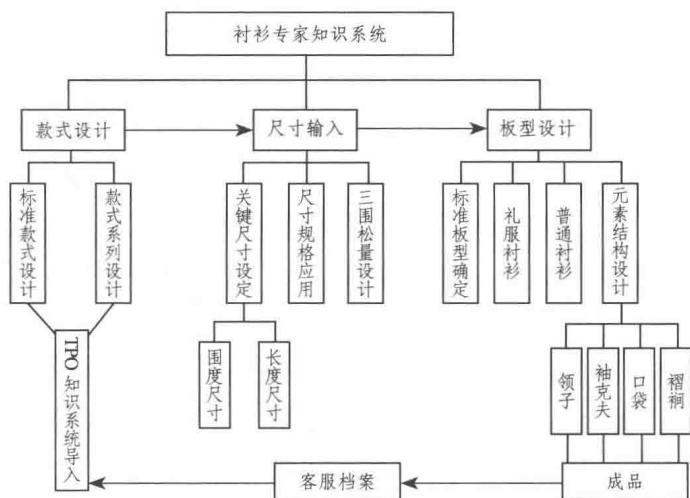 衬衫专家知识系统
款式设计
尺寸输入
板型设计
标准款式设计
款式系列设计
关键尺寸设定
尺寸规格应用
三围松量设计
标准板型确定
礼服衬衫
普通衬衫
元素结构设计
围度尺寸
长度尺寸
领子
袖克夫
口袋
褶裥
TPO知识系统导入
客服档案
成品